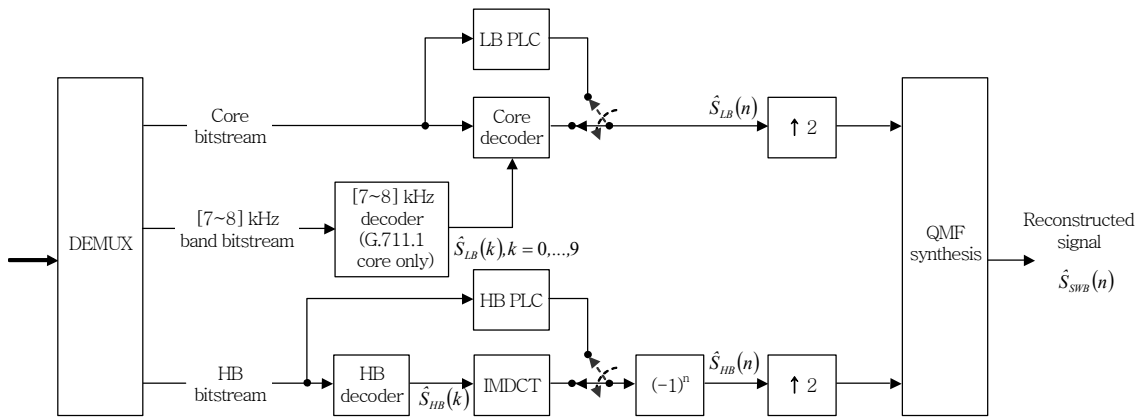 LB PLC
Core
bitstream
Core
decoder
Ŝ_LB(n)
↑ 2
DEMUX
[7~8] kHz
band bitstream
[7~8] kHz
decoder
(G.711.1
core only)
Ŝ_LB(k), k = 0,...,9
QMF
synthesis
Reconstructed
signal
Ŝ_SWB(n)
HB PLC
HB
bitstream
HB
decoder
Ŝ_HB(k)
IMDCT
(-1)ⁿ
Ŝ_HB(n)
↑ 2